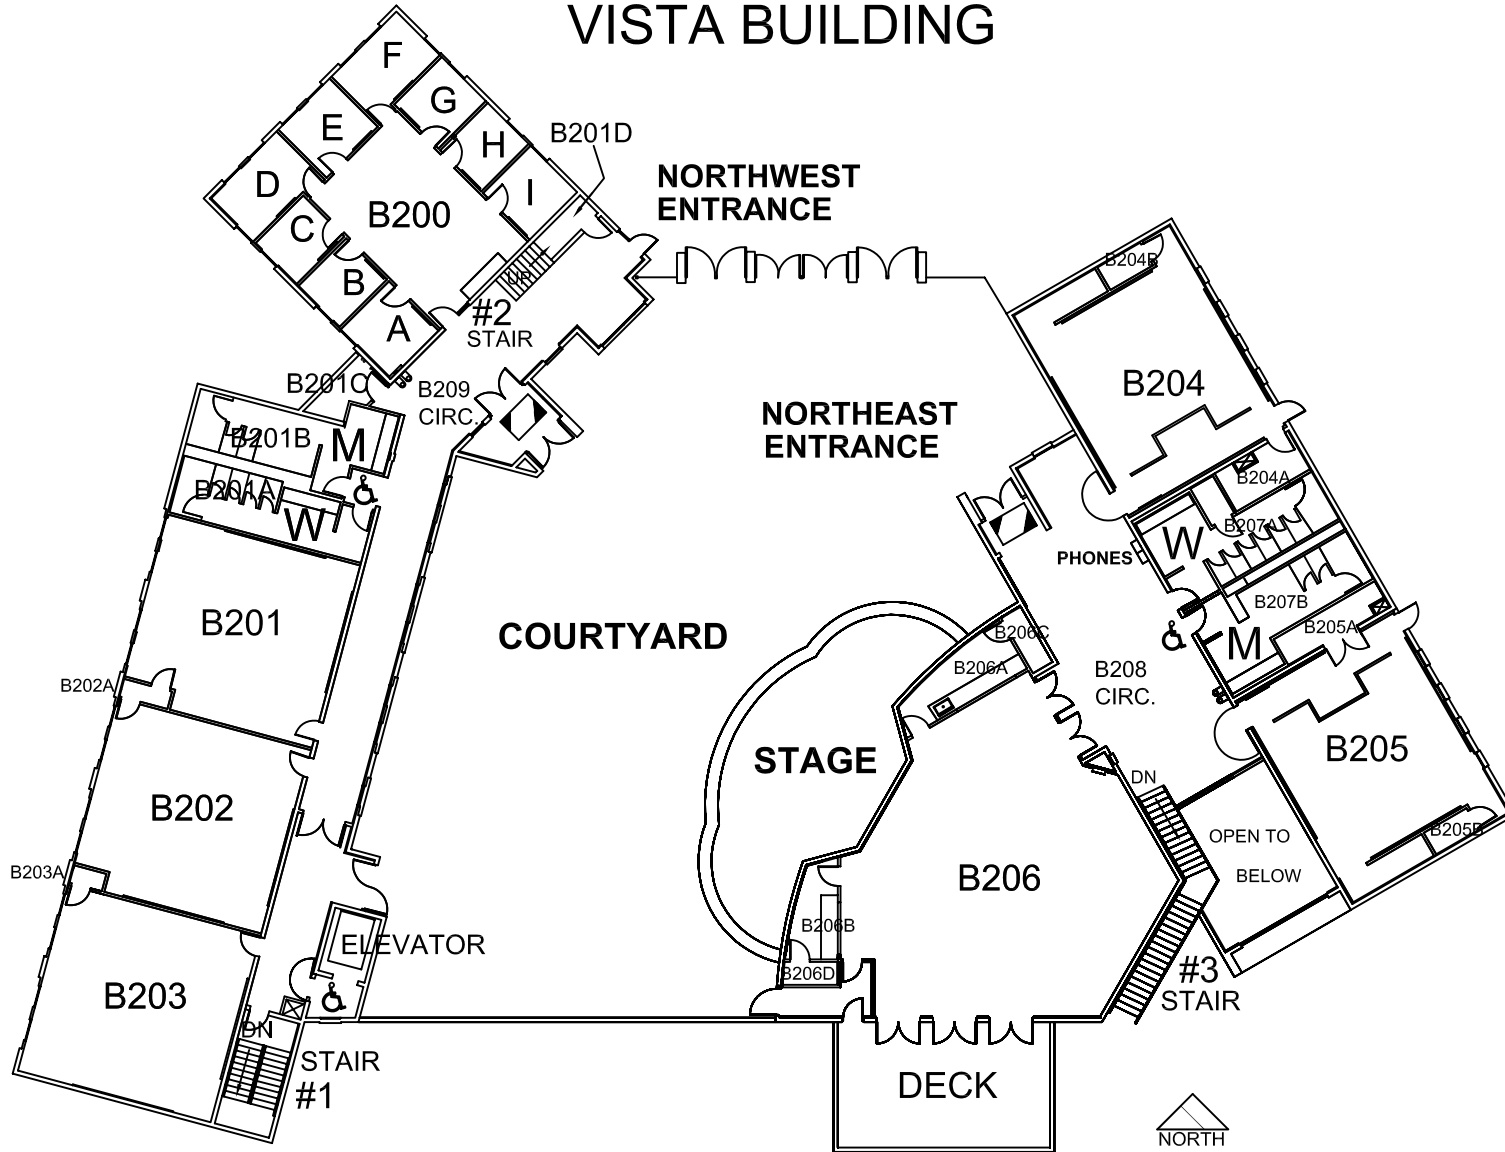 VISTA BUILDING
F
G
E
H
B201D
D
I
NORTHWEST
ENTRANCE
B200
C
B204B
B
UP
#2
A
STAIR
B201C
B209
CIRC.
B204
NORTHEAST
ENTRANCE
B201B
M
B201A
B204A
W
B207A
W
PHONES
B207B
B201
COURTYARD
B206C
B205A
M
B206A
B208
CIRC.
B202A
STAGE
B205
DN
B202
OPEN TO
BELOW
B205B
B203A
B206
B206B
ELEVATOR
B206D
#3
STAIR
B203
DN
STAIR
#1
DECK
NORTH